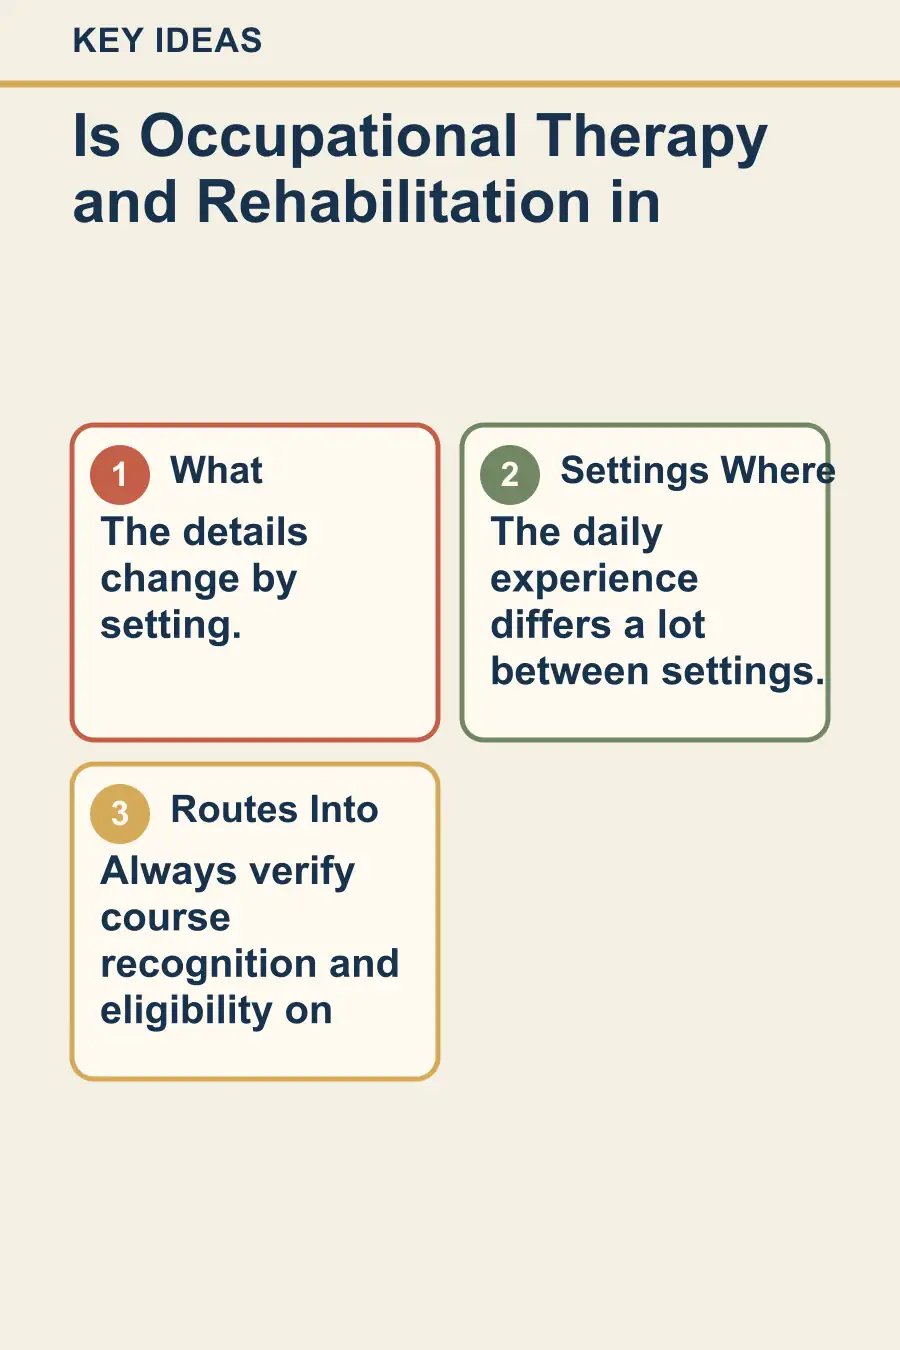 KEY IDEAS
Is Occupational Therapy
and Rehabilitation in
1 What
The details
change by
setting.
2 Settings Where
The daily
experience
differs a lot
between settings.
3 Routes Into
Always verify
course
recognition and
eligibility on